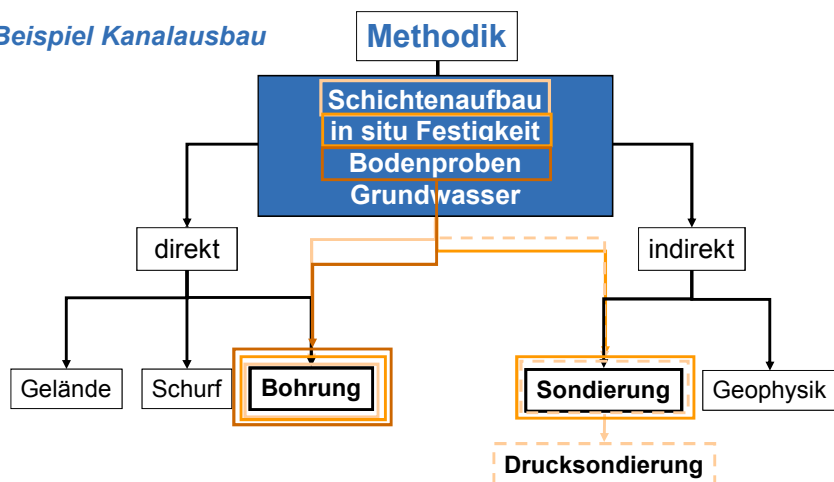 Beispiel Kanalausbau
Methodik
Schichtenaufbau
in situ Festigkeit
Bodenproben
Grundwasser
direkt
indirekt
Gelände
Schurf
Bohrung
Sondierung
Geophysik
Drucksondierung